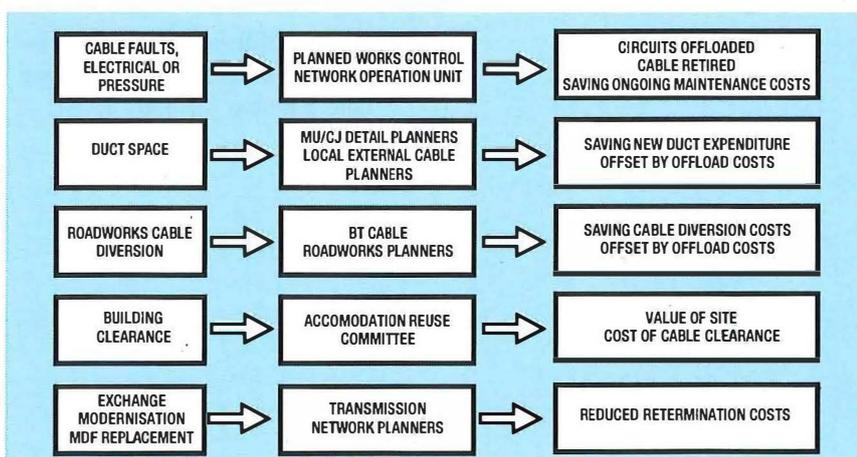 CABLE FAULTS,
ELECTRICAL OR
PRESSURE
PLANNED WORKS CONTROL
NETWORK OPERATION UNIT
CIRCUITS OFFLOADED
CABLE RETIRED
SAVING ONGOING MAINTENANCE COSTS
DUCT SPACE
MU/CJ DETAIL PLANNERS
LOCAL EXTERNAL CABLE
PLANNERS
SAVING NEW DUCT EXPENDITURE
OFFSET BY OFFLOAD COSTS
ROADWORKS CABLE
DIVERSION
BT CABLE
ROADWORKS PLANNERS
SAVING CABLE DIVERSION COSTS
OFFSET BY OFFLOAD COSTS
BUILDING
CLEARANCE
ACCOMODATION REUSE
COMMITTEE
VALUE OF SITE
COST OF CABLE CLEARANCE
EXCHANGE
MODERNISATION
MDF REPLACEMENT
TRANSMISSION
NETWORK PLANNERS
REDUCED RETERMINATION COSTS